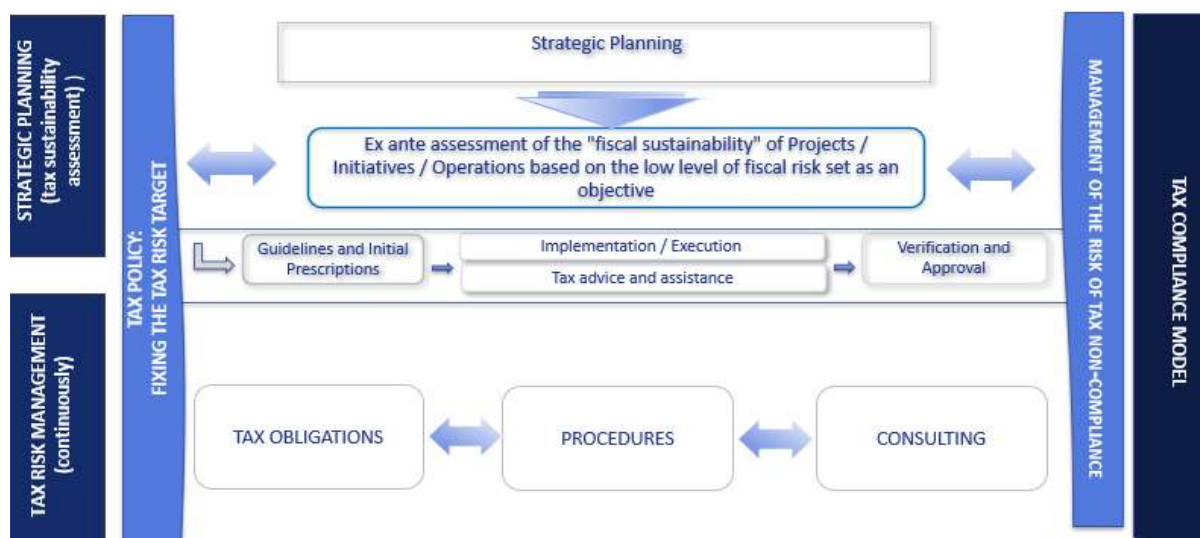 STRATEGIC PLANNING
(tax sustainability
assessment) )
TAX RISK MANAGEMENT
(continuously)
TAX POLICY:
FIXING THE TAX RISK TARGET
Strategic Planning
Ex ante assessment of the "fiscal sustainability" of Projects /
Initiatives / Operations based on the low level of fiscal risk set as an
objective
Guidelines and Initial
Prescriptions
Implementation / Execution
Tax advice and assistance
Verification and
Approval
TAX OBLIGATIONS
PROCEDURES
CONSULTING
MANAGEMENT OF THE RISK OF TAX NON-COMPLIANCE
TAX COMPLIANCE MODEL